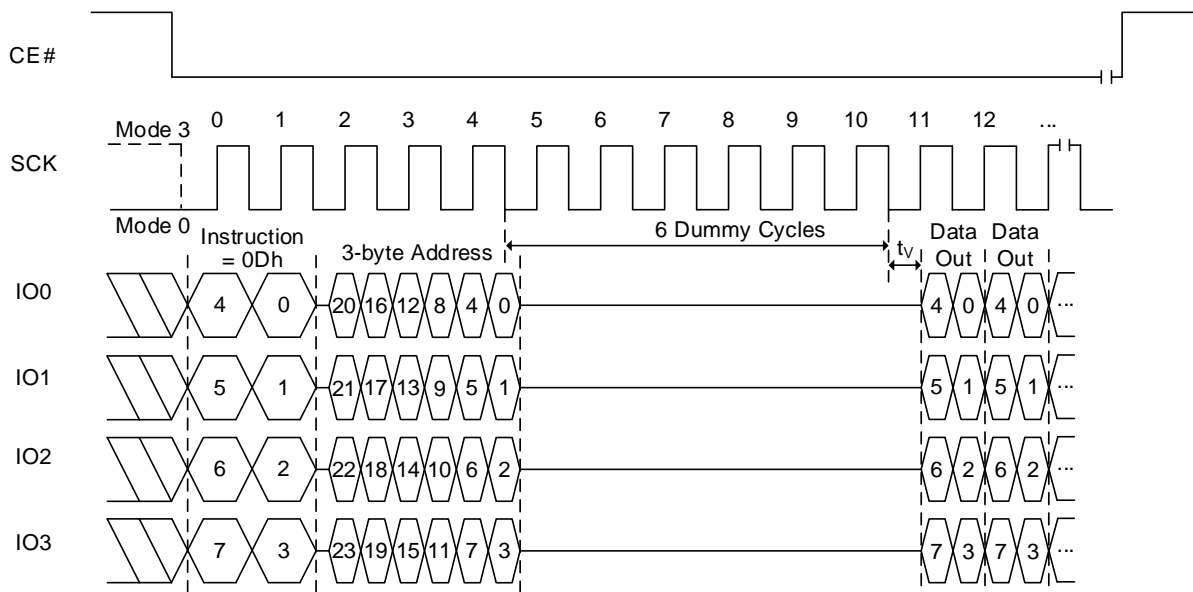 CE#
0 1 2 3 4 5 6 7 8 9 10 11 12 ...
Mode 3
SCK
Mode 0
Instruction = 0Dh
3-byte Address
6 Dummy Cycles
tV
Data Out
Data Out
IO0 4 0 20 16 12 8 4 0 4 0 4 0 ...
IO1 5 1 21 17 13 9 5 1 5 1 5 1 ...
IO2 6 2 22 18 14 10 6 2 6 2 6 2 ...
IO3 7 3 23 19 15 11 7 3 7 3 7 3 ...